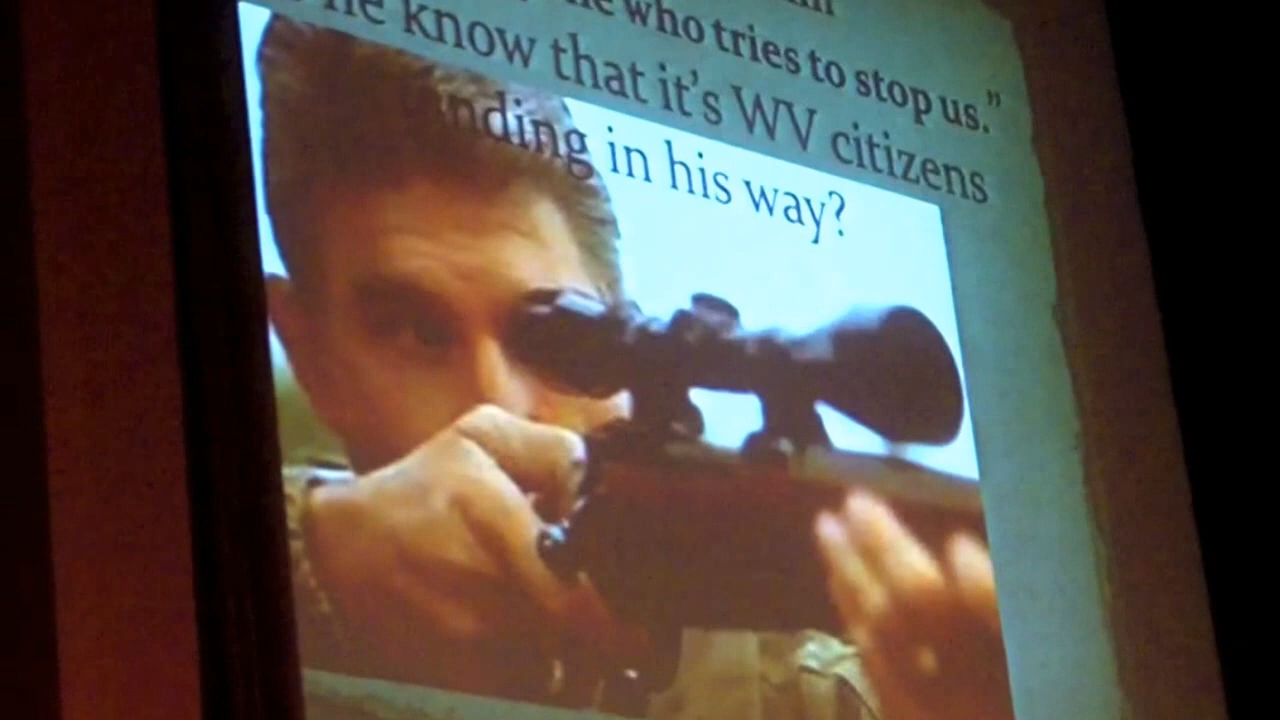 who tries to stop us.”
know that it’s WV citizens
in his way?